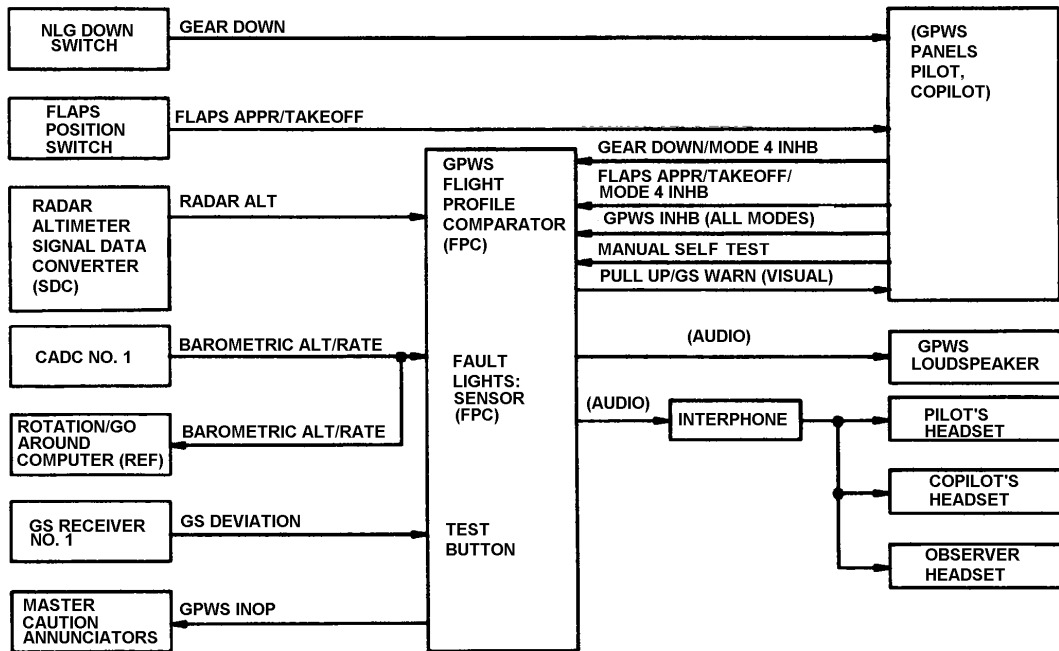 NLG DOWN
SWITCH
GEAR DOWN
(GPWS
PANELS
PILOT,
COPILOT)
FLAPS
POSITION
SWITCH
FLAPS APPR/TAKEOFF
GEAR DOWN/MODE 4 INHB
FLAPS APPR/TAKEOFF/
MODE 4 INHB
GPWS INHB (ALL MODES)
MANUAL SELF TEST
PULL UP/GS WARN (VISUAL)
GPWS
FLIGHT
PROFILE
COMPARATOR
(FPC)
RADAR
ALTIMETER
SIGNAL DATA
CONVERTER
(SDC)
RADAR ALT
CADC NO. 1
BAROMETRIC ALT/RATE
FAULT
LIGHTS:
SENSOR
(FPC)
(AUDIO)
GPWS
LOUDSPEAKER
(AUDIO)
INTERPHONE
PILOT'S
HEADSET
ROTATION/GO
AROUND
COMPUTER (REF)
BAROMETRIC ALT/RATE
COPILOT'S
HEADSET
GS RECEIVER
NO. 1
GS DEVIATION
TEST
BUTTON
OBSERVER
HEADSET
MASTER
CAUTION
ANNUNCIATORS
GPWS INOP